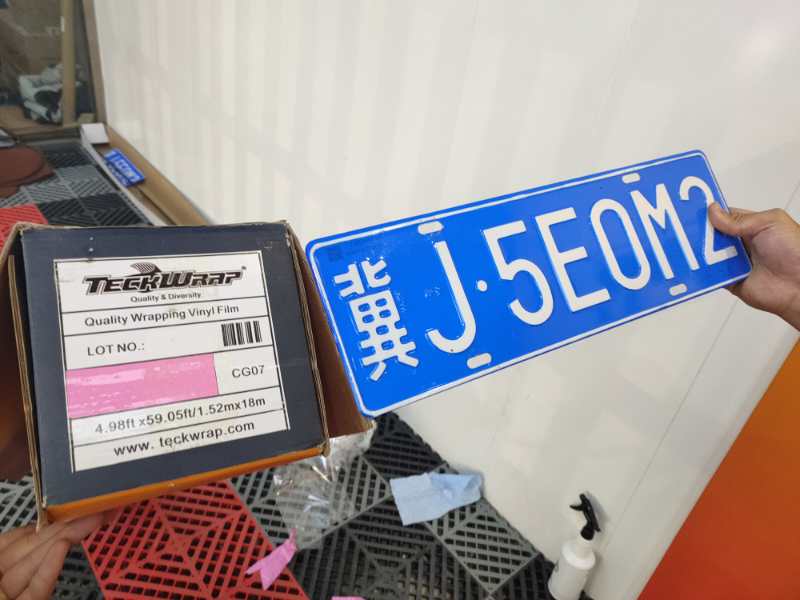 TECKWRAP
Quality & Diversity
Quality Wrapping Vinyl Film
LOT NO.:
CG07
4.98ft x59.05ft/1.52mx18m
www. teckwrap.com
冀J·5E0M2